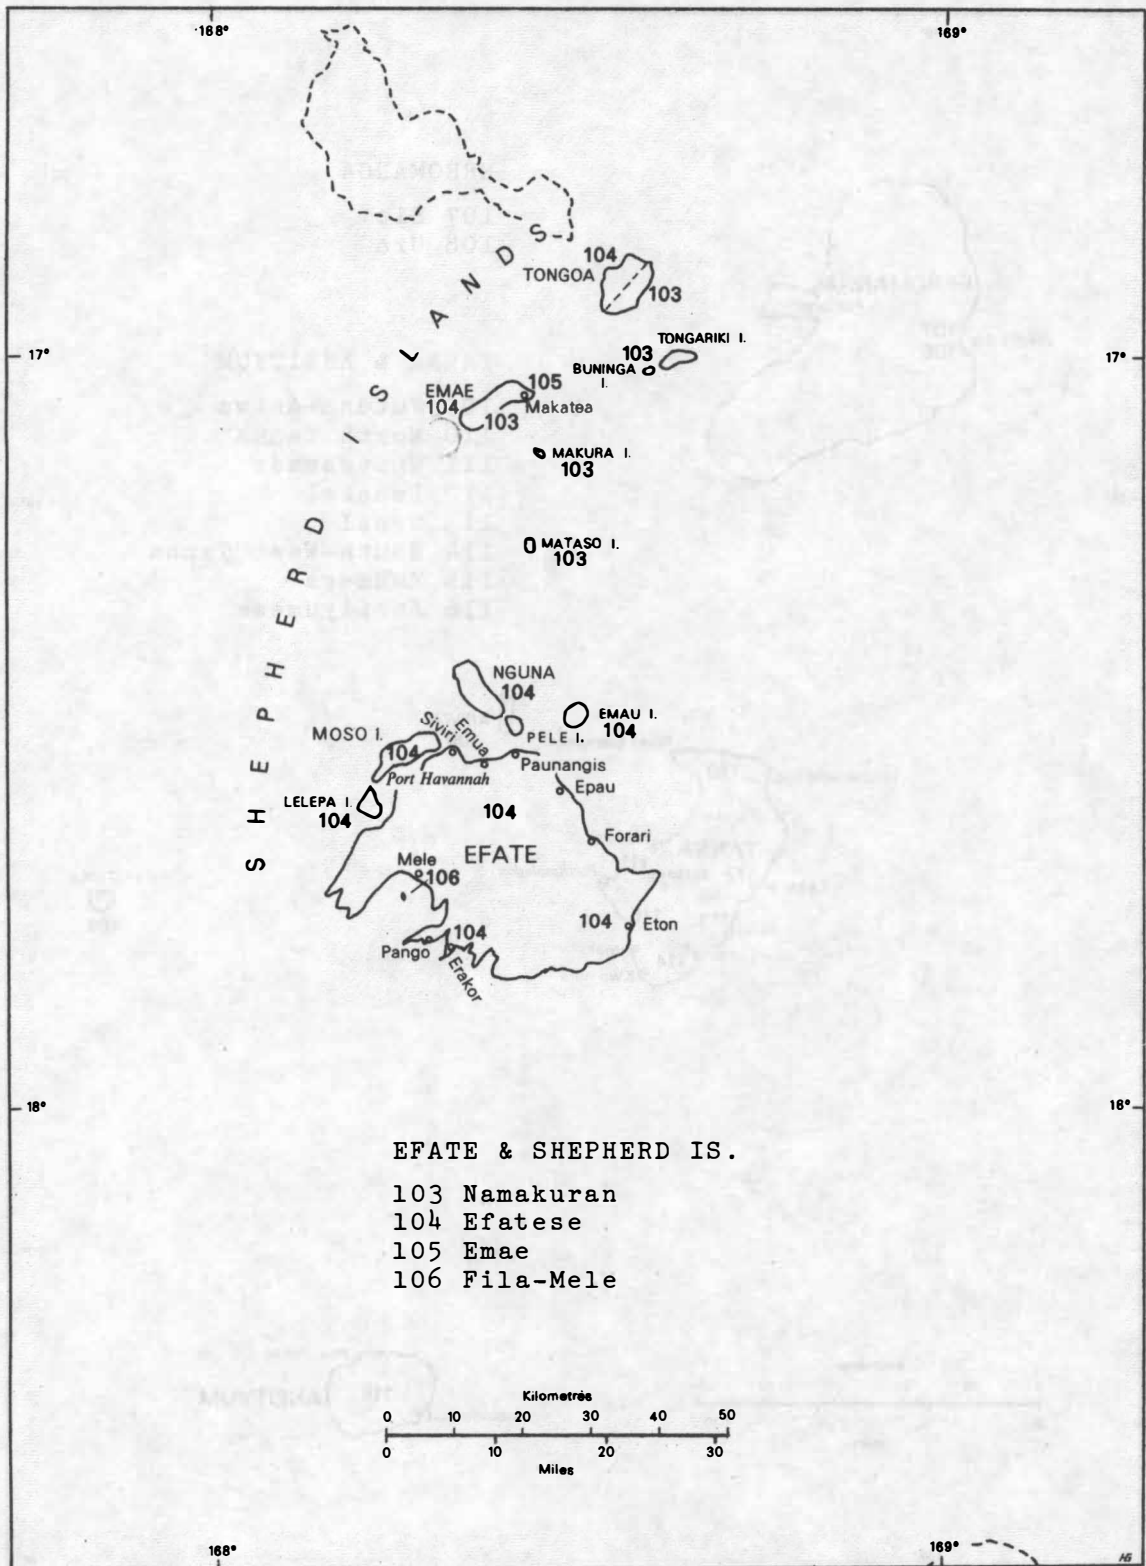 168°
169°
SHEPHERD ISLANDS
104
TONGOA
103
17°
17°
TONGARIKI I.
103
BUNINGA
I.
105
EMAE
104
Makatea
103
MAKURA I.
103
MATASO I.
103
NGUNA
104
EMAU I.
104
PELE I.
MOSO I.
104
Siviri
Emua
Paunangis
Port Havannah
Epau
LELEPA I.
104
104
Forari
EFATE
Mele
106
104
Eton
104
Pango
Erakor
18°
18°
EFATE & SHEPHERD IS.
103 Namakuran
104 Efatese
105 Emae
106 Fila-Mele
Kilometres
0 10 20 30 40 50
0 10 20 30
Miles
168°
169°